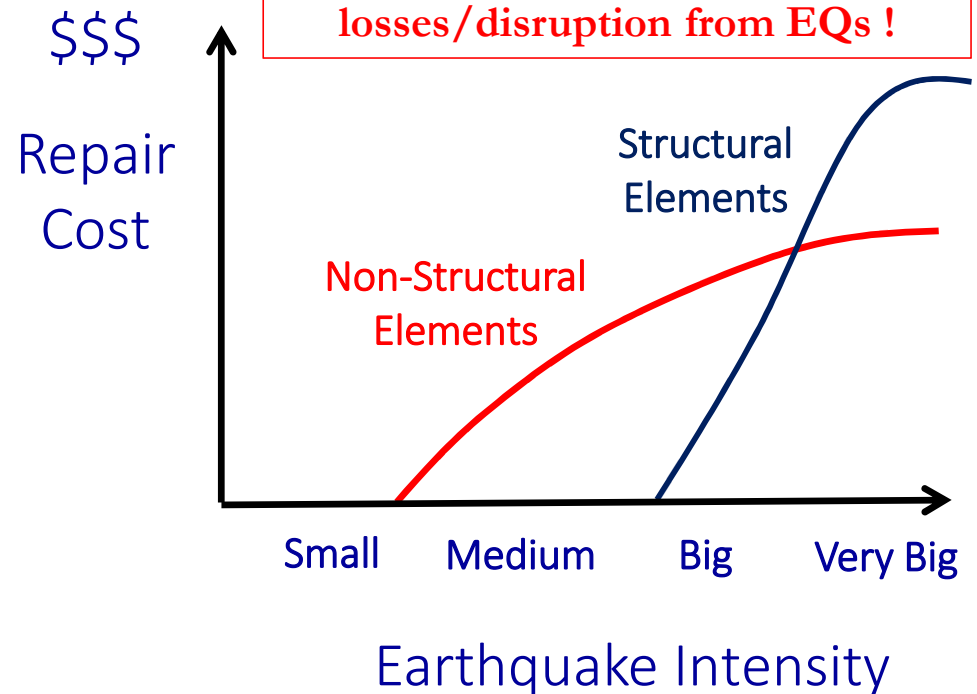 losses/disruption from EQs !
$$$
Repair
Cost
Structural
Elements
Non-Structural
Elements
Small Medium Big Very Big
Earthquake Intensity